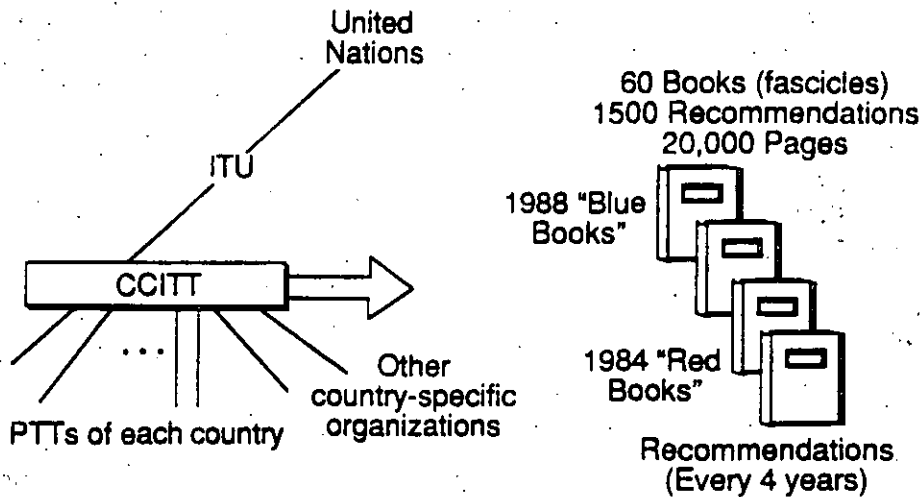 United
Nations
ITU
CCITT
...
PTTs of each country
Other
country-specific
organizations
60 Books (fascicles)
1500 Recommendations
20,000 Pages
1988 "Blue
Books"
1984 "Red
Books"
Recommendations
(Every 4 years)